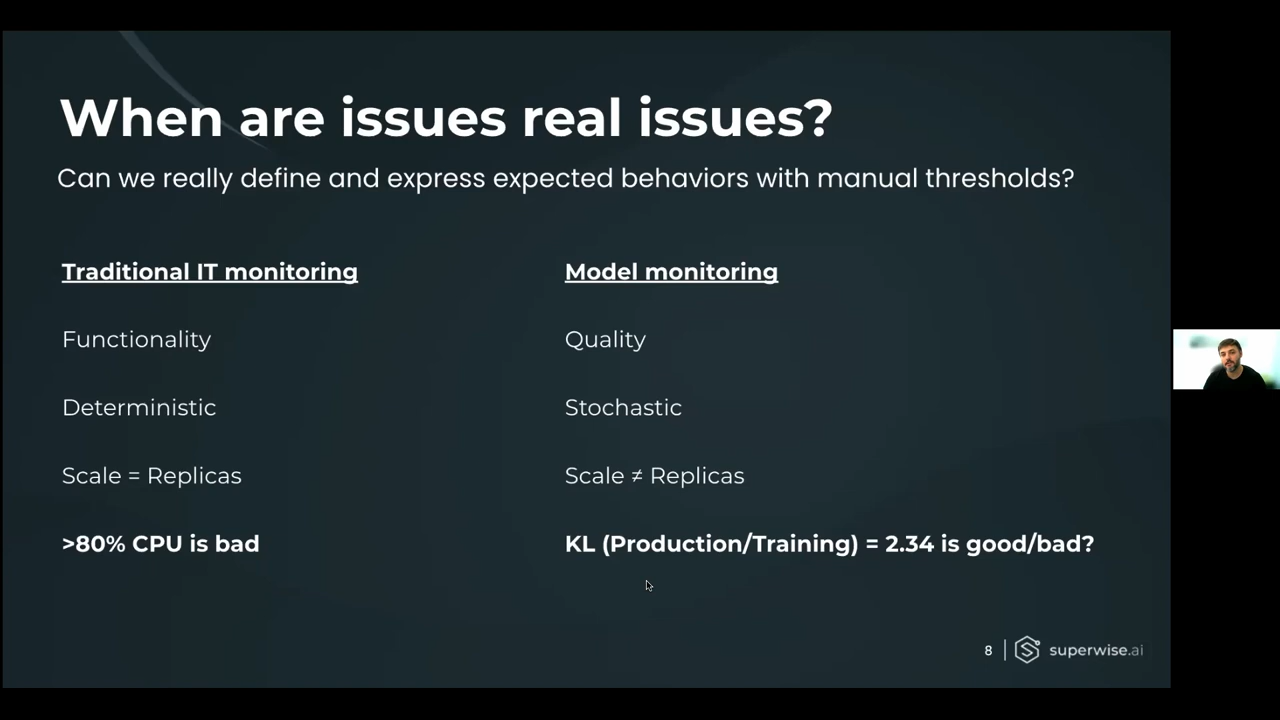 When are issues real issues?
Can we really define and express expected behaviors with manual thresholds?
Traditional IT monitoring
Functionality
Deterministic
Scale = Replicas
>80% CPU is bad
Model monitoring
Quality
Stochastic
Scale ≠ Replicas
KL (Production/Training) = 2.34 is good/bad?
8
superwise.ai